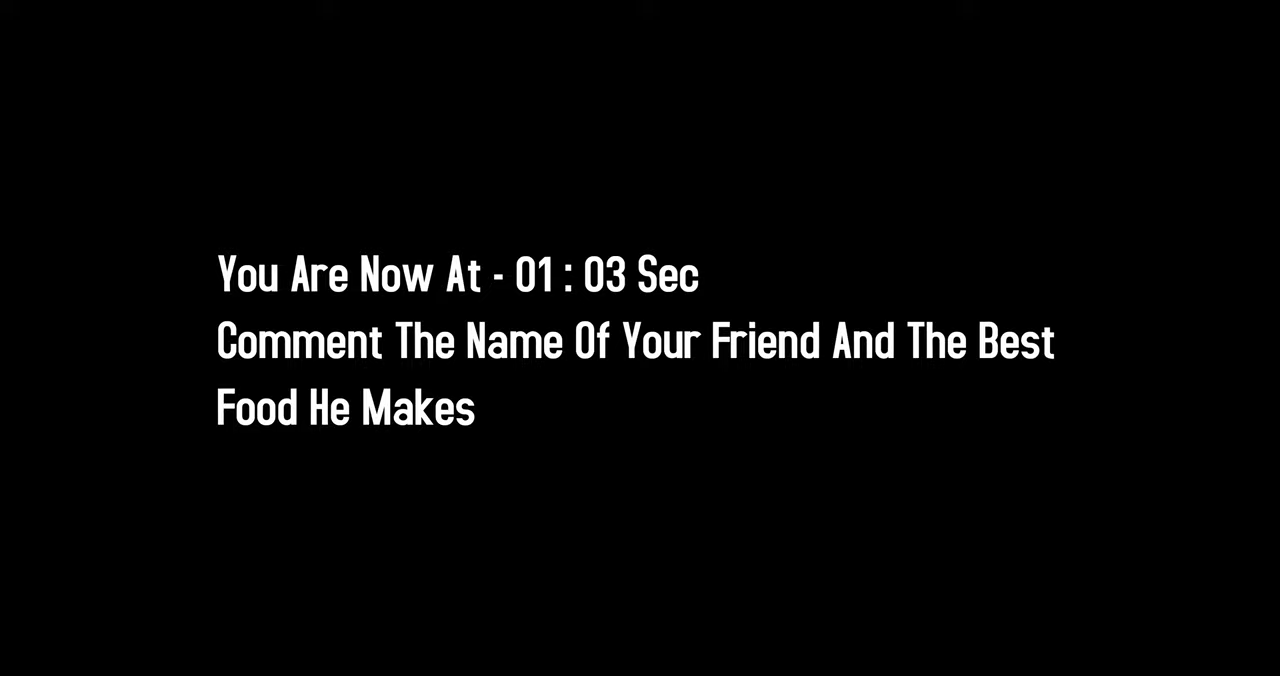 You Are Now At - 01 : 03 Sec
Comment The Name Of Your Friend And The Best
Food He Makes